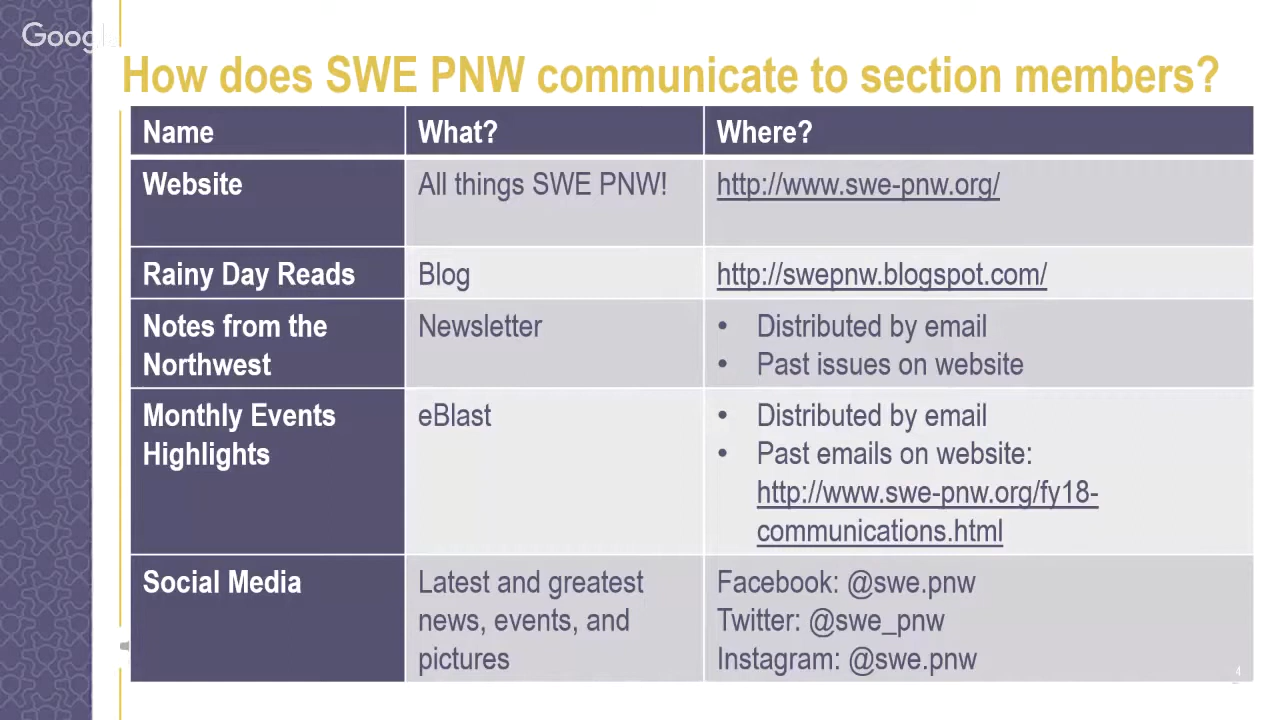 Google
How does SWE PNW communicate to section members?
Name What? Where?
Website All things SWE PNW! http://www.swe-pnw.org/
Rainy Day Reads Blog http://swepnw.blogspot.com/
Notes from the Newsletter • Distributed by email
Northwest • Past issues on website
Monthly Events eBlast • Distributed by email
Highlights • Past emails on website:
http://www.swe-pnw.org/fy18-
communications.html
Social Media Latest and greatest Facebook: @swe.pnw
news, events, and Twitter: @swe_pnw
pictures Instagram: @swe.pnw
4